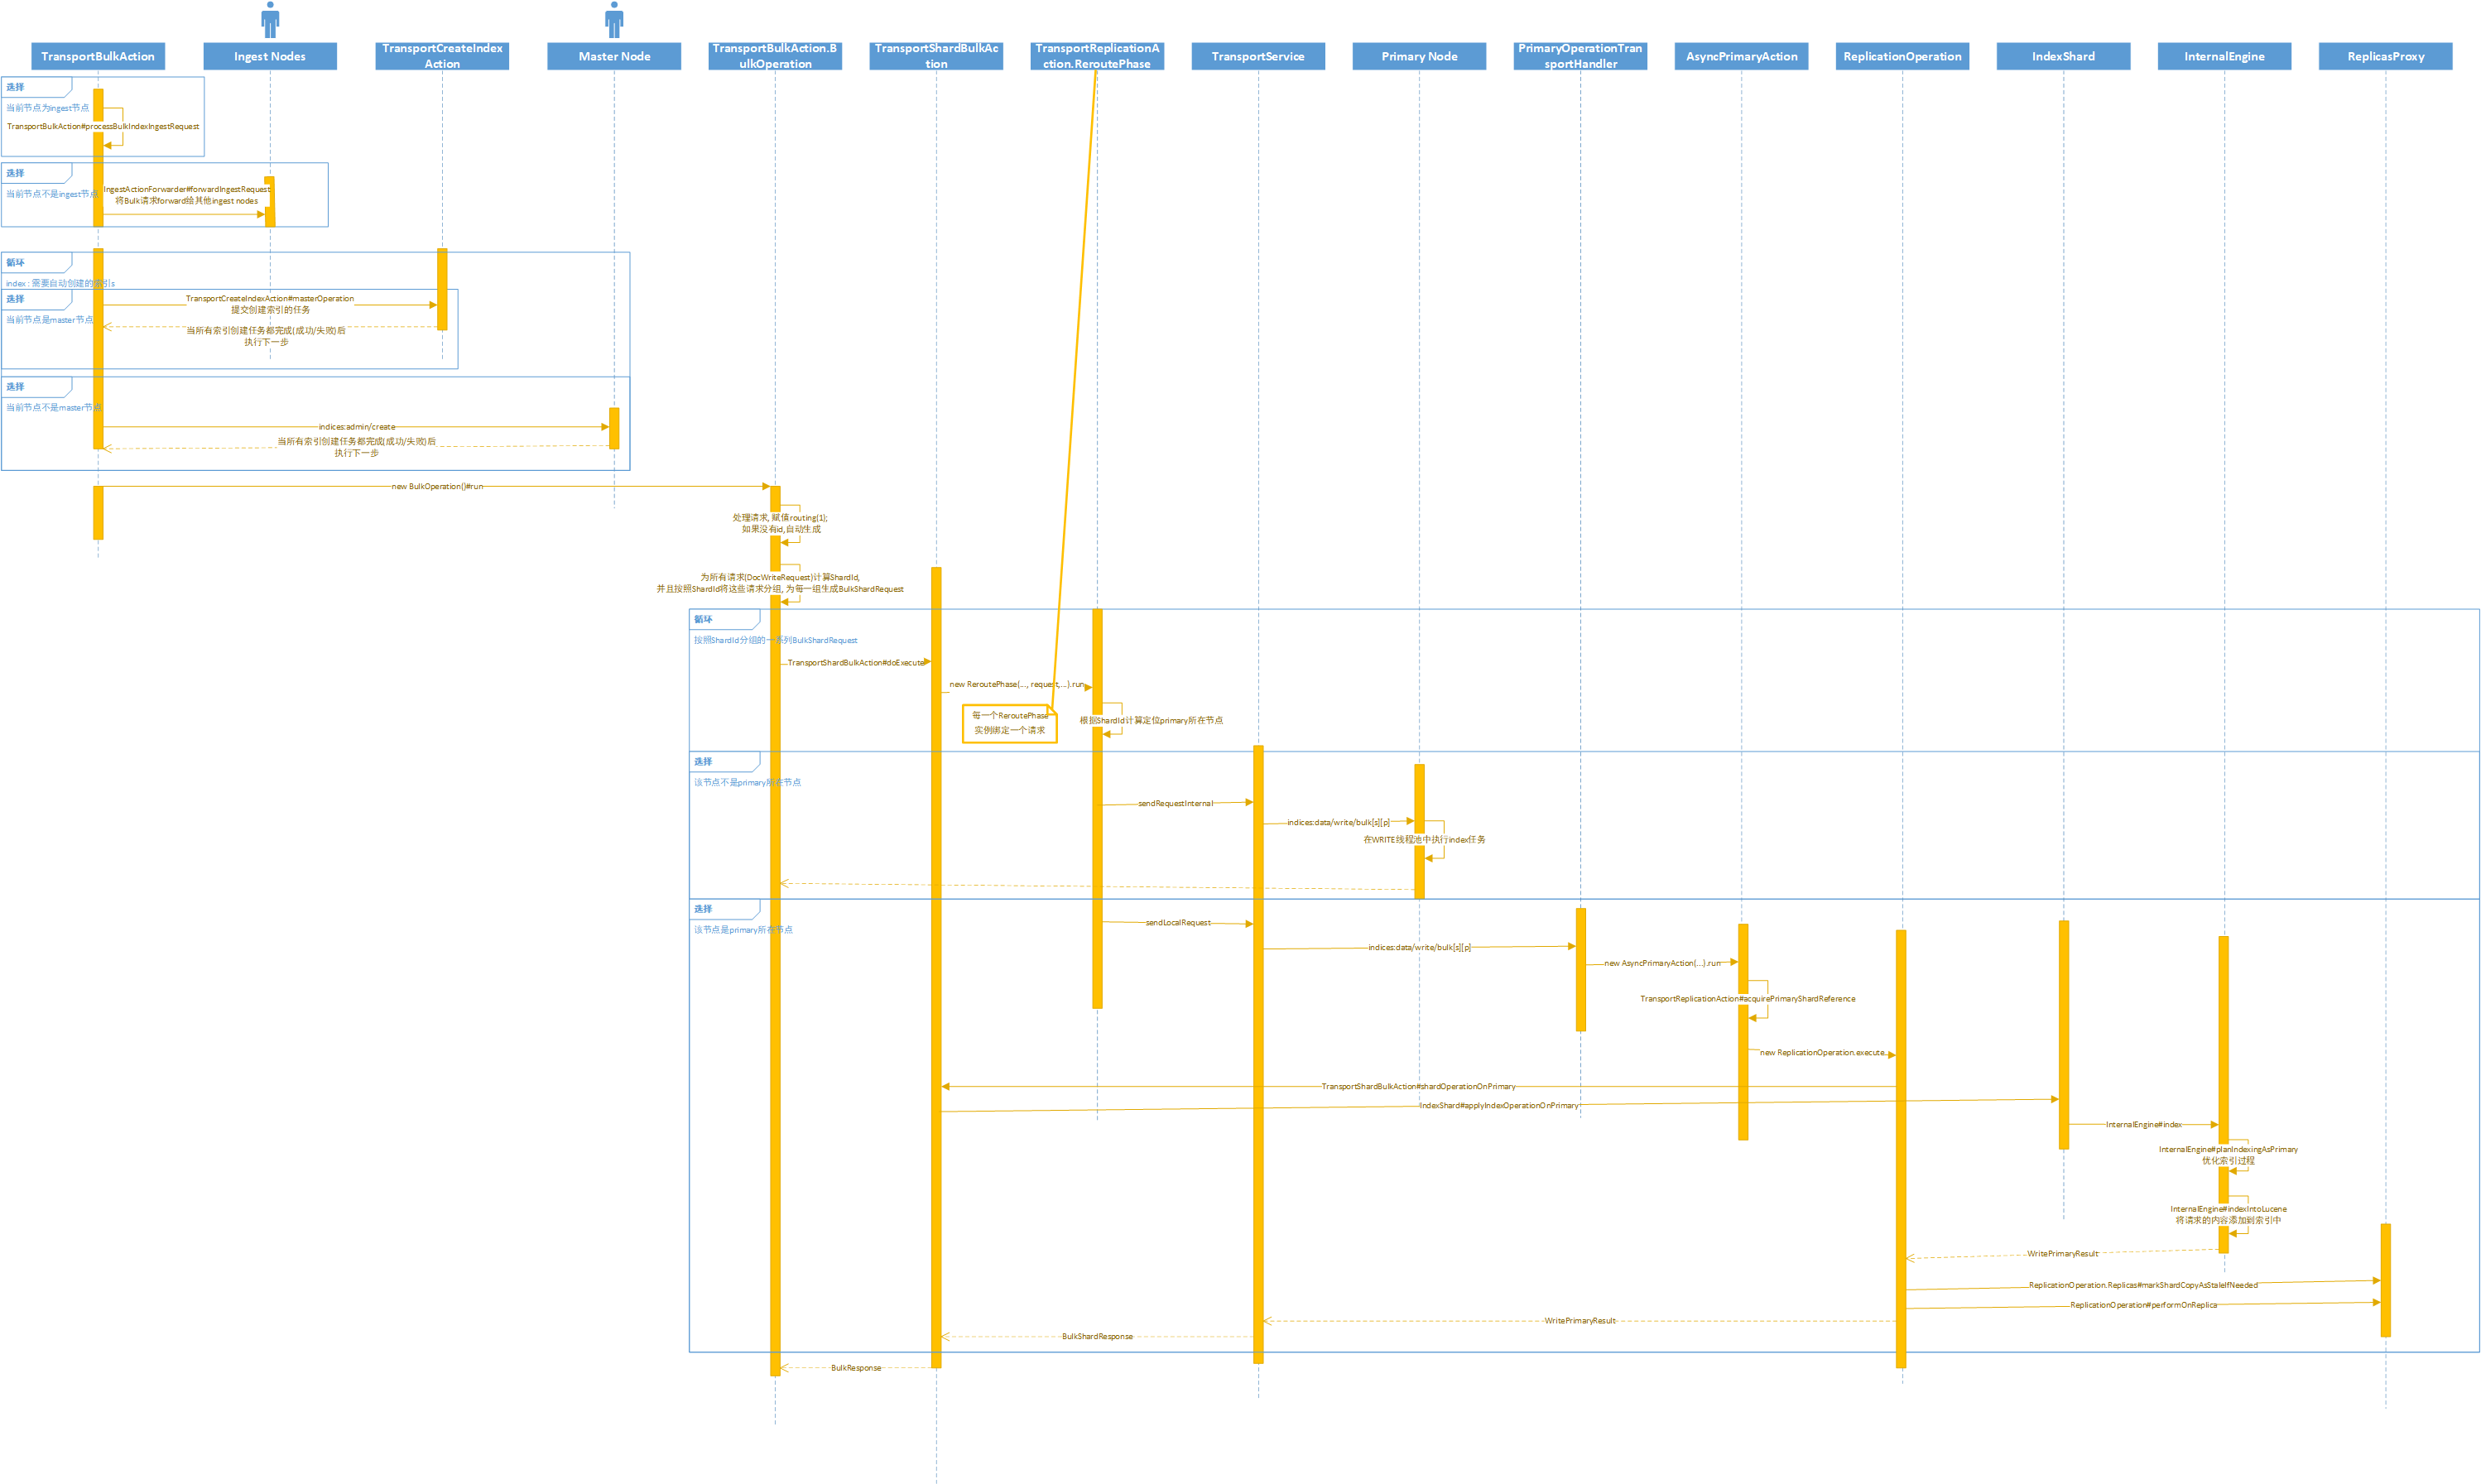 TransportBulkAction
Ingest Nodes
TransportCreateIndex
Action
Master Node
TransportBulkAction.B
ulkOperation
TransportShardBulkAc
tion
TransportReplicationA
ction.ReroutePhase
TransportService
Primary Node
PrimaryOperationTran
sportHandler
AsyncPrimaryAction
ReplicationOperation
IndexShard
InternalEngine
ReplicasProxy
选择
当前节点为ingest节点
TransportBulkAction#processBulkIndexIngestRequest
选择
当前节点不是ingest节点
IngestActionForwarder#forwardIngestRequest
将Bulk请求forward给其他ingest nodes
循环
index : 需要自动创建的索引s
选择
当前节点是master节点
TransportCreateIndexAction#masterOperation
提交创建索引的任务
当所有索引创建任务都完成(成功/失败)后
执行下一步
选择
当前节点不是master节点
indices:admin/create
当所有索引创建任务都完成(成功/失败)后
执行下一步
new BulkOperation()#run
处理请求, 赋值routing(1);
如果没有id,自动生成
为所有请求(DocWriteRequest)计算ShardId,
并且按照ShardId将这些请求分组, 为每一组生成BulkShardRequest
循环
按照ShardId分组的一系列BulkShardRequest
TransportShardBulkAction#doExecute
new ReroutePhase(..., request,...).run
每一个ReroutePhase
实例绑定一个请求
根据ShardId计算定位primary所在节点
选择
该节点不是primary所在节点
sendRequestInternal
indices:data/write/bulk[s][p]
在WRITE线程池中执行index任务
选择
该节点是primary所在节点
sendLocalRequest
indices:data/write/bulk[s][p]
new AsyncPrimaryAction(...).run
TransportReplicationAction#acquirePrimaryShardReference
new ReplicationOperation.execute
TransportShardBulkAction#shardOperationOnPrimary
IndexShard#applyIndexOperationOnPrimary
InternalEngine#index
InternalEngine#planIndexingAsPrimary
优化索引过程
InternalEngine#indexIntoLucene
将请求的内容添加到索引中
WritePrimaryResult
ReplicationOperation.Replicas#markShardCopyAsStaleIfNeeded
ReplicationOperation#performOnReplica
WritePrimaryResult
BulkShardResponse
BulkResponse